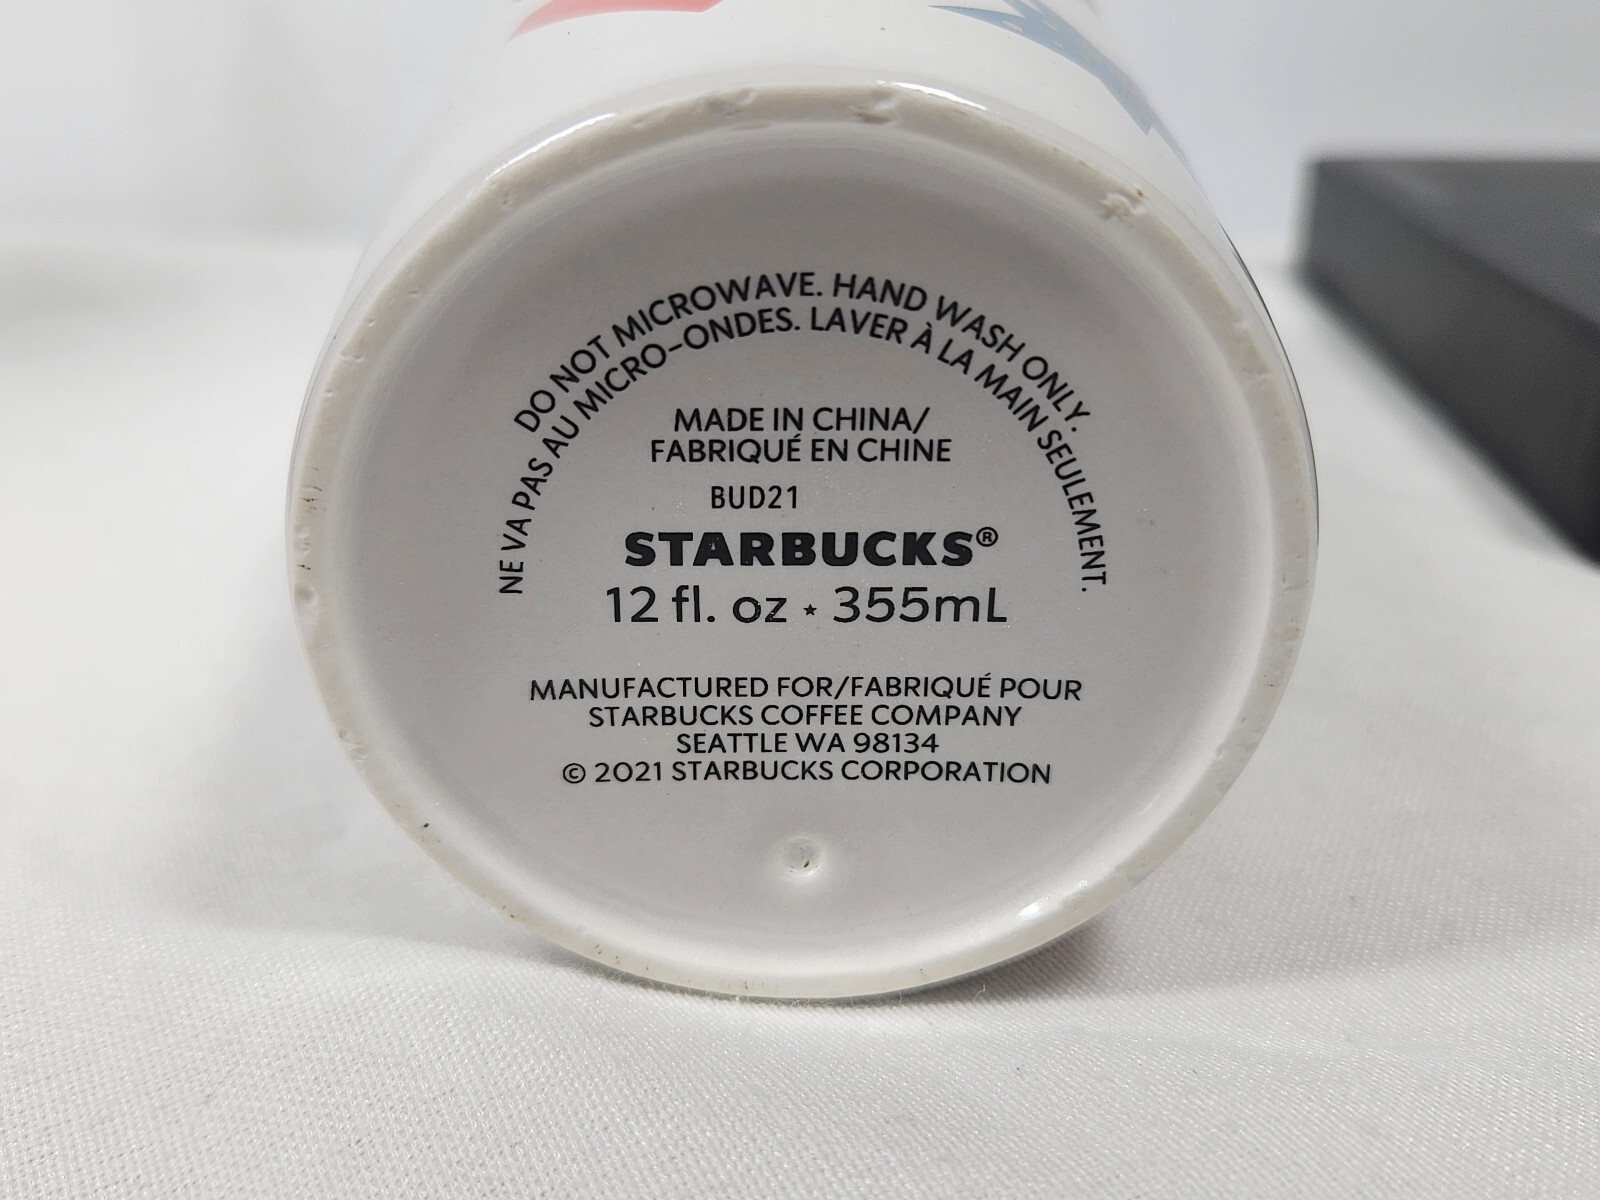 DO NOT MICROWAVE. HAND WASH ONLY.
NE VA PAS AU MICRO-ONDES. LAVER À LA MAIN SEULEMENT.
MADE IN CHINA/
FABRIQUÉ EN CHINE
BUD21
STARBUCKS®
12 fl. oz ⋆ 355mL
MANUFACTURED FOR/FABRIQUÉ POUR
STARBUCKS COFFEE COMPANY
SEATTLE WA 98134
© 2021 STARBUCKS CORPORATION